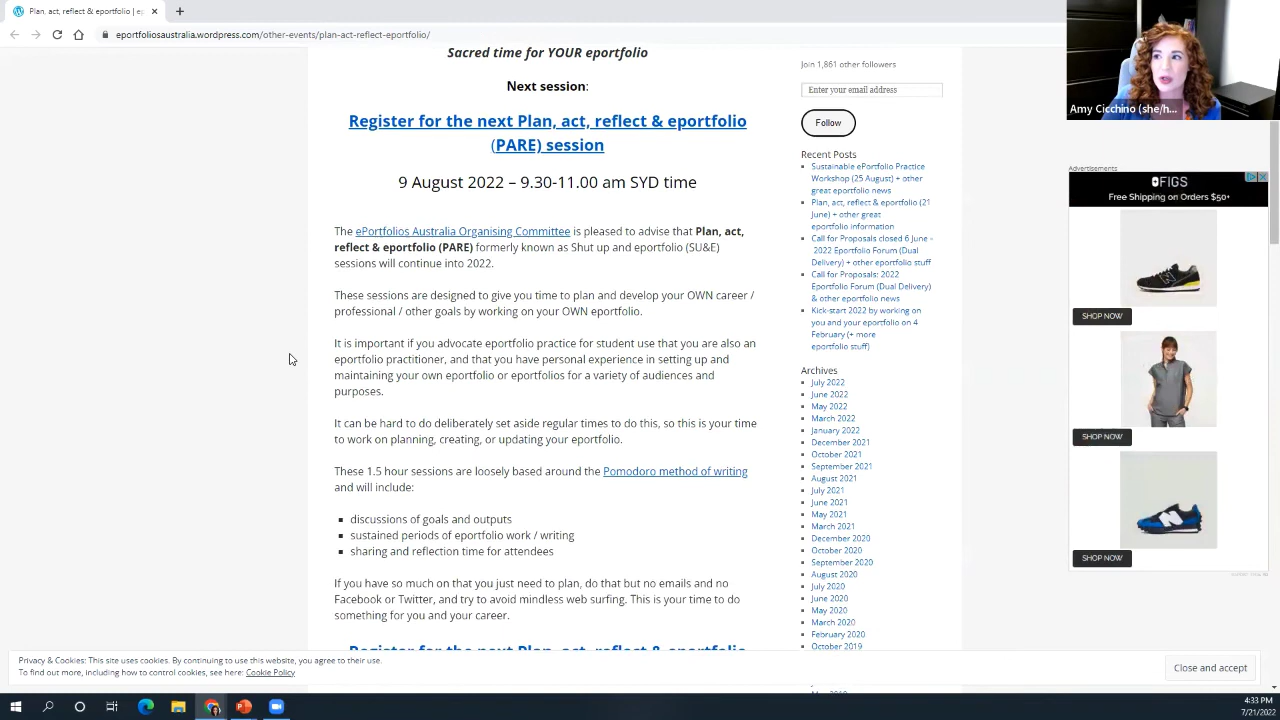 Plan, act, reflect & eportfolio | ep
eportfoliosaustralia.wordpress.com/other-events/plan-act-reflect-eportfolio/
Amy Cicchino (she/h...
Sacred time for YOUR eportfolio
Next session:
Register for the next Plan, act, reflect & eportfolio
(PARE) session
9 August 2022 – 9.30-11.00 am SYD time
The ePortfolios Australia Organising Committee is pleased to advise that Plan, act,
reflect & eportfolio (PARE) formerly known as Shut up and eportfolio (SU&E)
sessions will continue into 2022.
These sessions are designed to give you time to plan and develop your OWN career /
professional / other goals by working on your OWN eportfolio.
It is important if you advocate eportfolio practice for student use that you are also an
eportfolio practitioner, and that you have personal experience in setting up and
maintaining your own eportfolio or eportfolios for a variety of audiences and
purposes.
It can be hard to do deliberately set aside regular times to do this, so this is your time
to work on planning, creating, or updating your eportfolio.
These 1.5 hour sessions are loosely based around the Pomodoro method of writing
and will include:
discussions of goals and outputs
sustained periods of eportfolio work / writing
sharing and reflection time for attendees
If you have so much on that you just need to plan, do that but no emails and no
Facebook or Twitter, and try to avoid mindless web surfing. This is your time to do
something for you and your career.
Register for the next Plan, act, reflect & eportfolio
Join 1,861 other followers
Enter your email address
Follow
Recent Posts
Sustainable ePortfolio Practice
Workshop (25 August) + other
great eportfolio news
Plan, act, reflect & eportfolio (21
June) + other great
eportfolio information
Call for Proposals closed 6 June –
2022 Eportfolio Forum (Dual
Delivery) + other eportfolio stuff
Call for Proposals: 2022
Eportfolio Forum (Dual Delivery)
& other eportfolio news
Kick-start 2022 by working on
you and your eportfolio on 4
February (+ more
eportfolio stuff)
Archives
July 2022
June 2022
May 2022
March 2022
January 2022
December 2021
October 2021
September 2021
August 2021
July 2021
June 2021
May 2021
March 2021
December 2020
October 2020
September 2020
August 2020
July 2020
June 2020
May 2020
March 2020
February 2020
October 2019
Advertisements
FIGS
Free Shipping on Orders $50+
SHOP NOW
SHOP NOW
SHOP NOW
Privacy & Cookies: This site uses cookies. By continuing to use this website, you agree to their use.
To find out more, including how to control cookies, see here: Cookie Policy
Close and accept
4:33 PM
7/21/2022